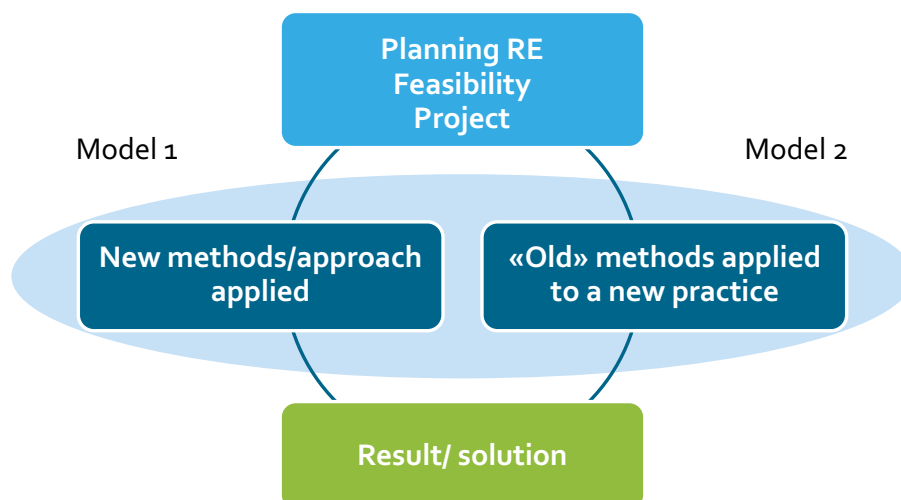 Planning RE
Feasibility
Project
Model 1
Model 2
New methods/approach
applied
«Old» methods applied
to a new practice
Result/ solution